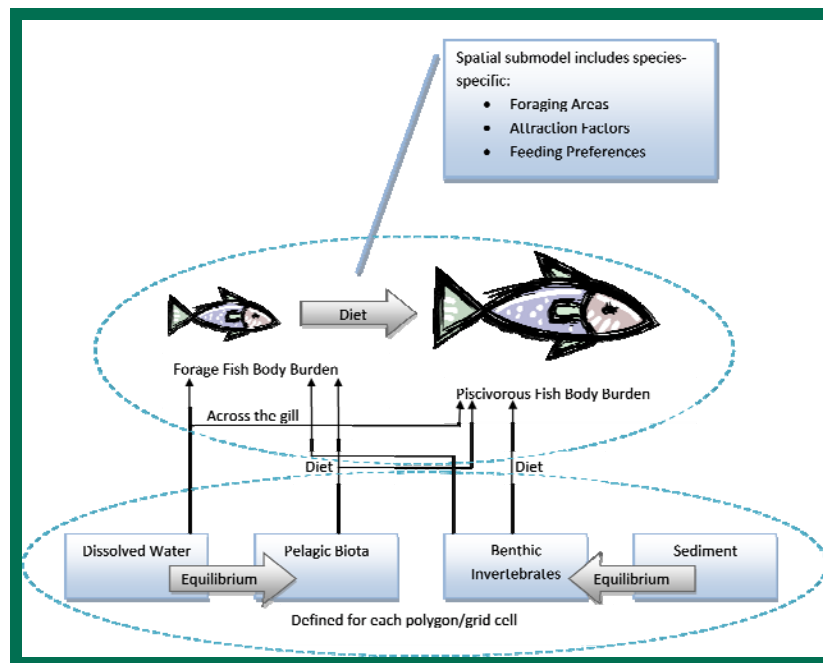 Spatial submodel includes species-
specific:
• Foraging Areas
• Attraction Factors
• Feeding Preferences
Diet
Forage Fish Body Burden
Piscivorous Fish Body Burden
Across the gill
Diet
Diet
Dissolved Water
Pelagic Biota
Benthic
Invertebrates
Sediment
Equilibrium
Equilibrium
Defined for each polygon/grid cell